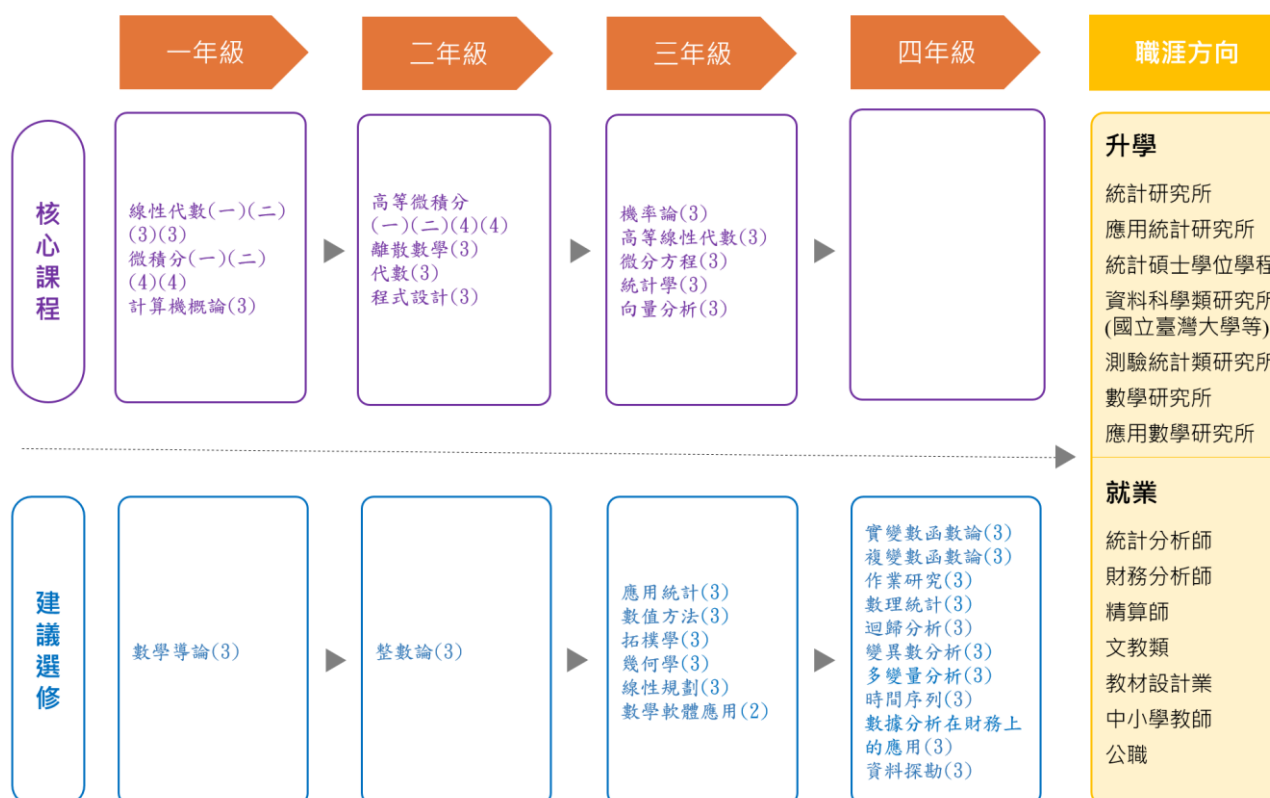 一年級
二年級
三年級
四年級
職涯方向
核心課程
線性代數(一)(二)
(3)(3)
微積分(一)(二)
(4)(4)
計算機概論(3)
高等微積分
(一)(二)(4)(4)
離散數學(3)
代數(3)
程式設計(3)
機率論(3)
高等線性代數(3)
微分方程(3)
統計學(3)
向量分析(3)
升學
統計研究所
應用統計研究所
統計碩士學位學程
資料科學類研究所
(國立臺灣大學等)
測驗統計類研究所
數學研究所
應用數學研究所
建議選修
數學導論(3)
整數論(3)
應用統計(3)
數值方法(3)
拓樸學(3)
幾何學(3)
線性規劃(3)
數學軟體應用(2)
實變數函數論(3)
複變數函數論(3)
作業研究(3)
數理統計(3)
迴歸分析(3)
變異數分析(3)
多變量分析(3)
時間序列(3)
數據分析在財務上
的應用(3)
資料探勘(3)
就業
統計分析師
財務分析師
精算師
文教類
教材設計業
中小學教師
公職